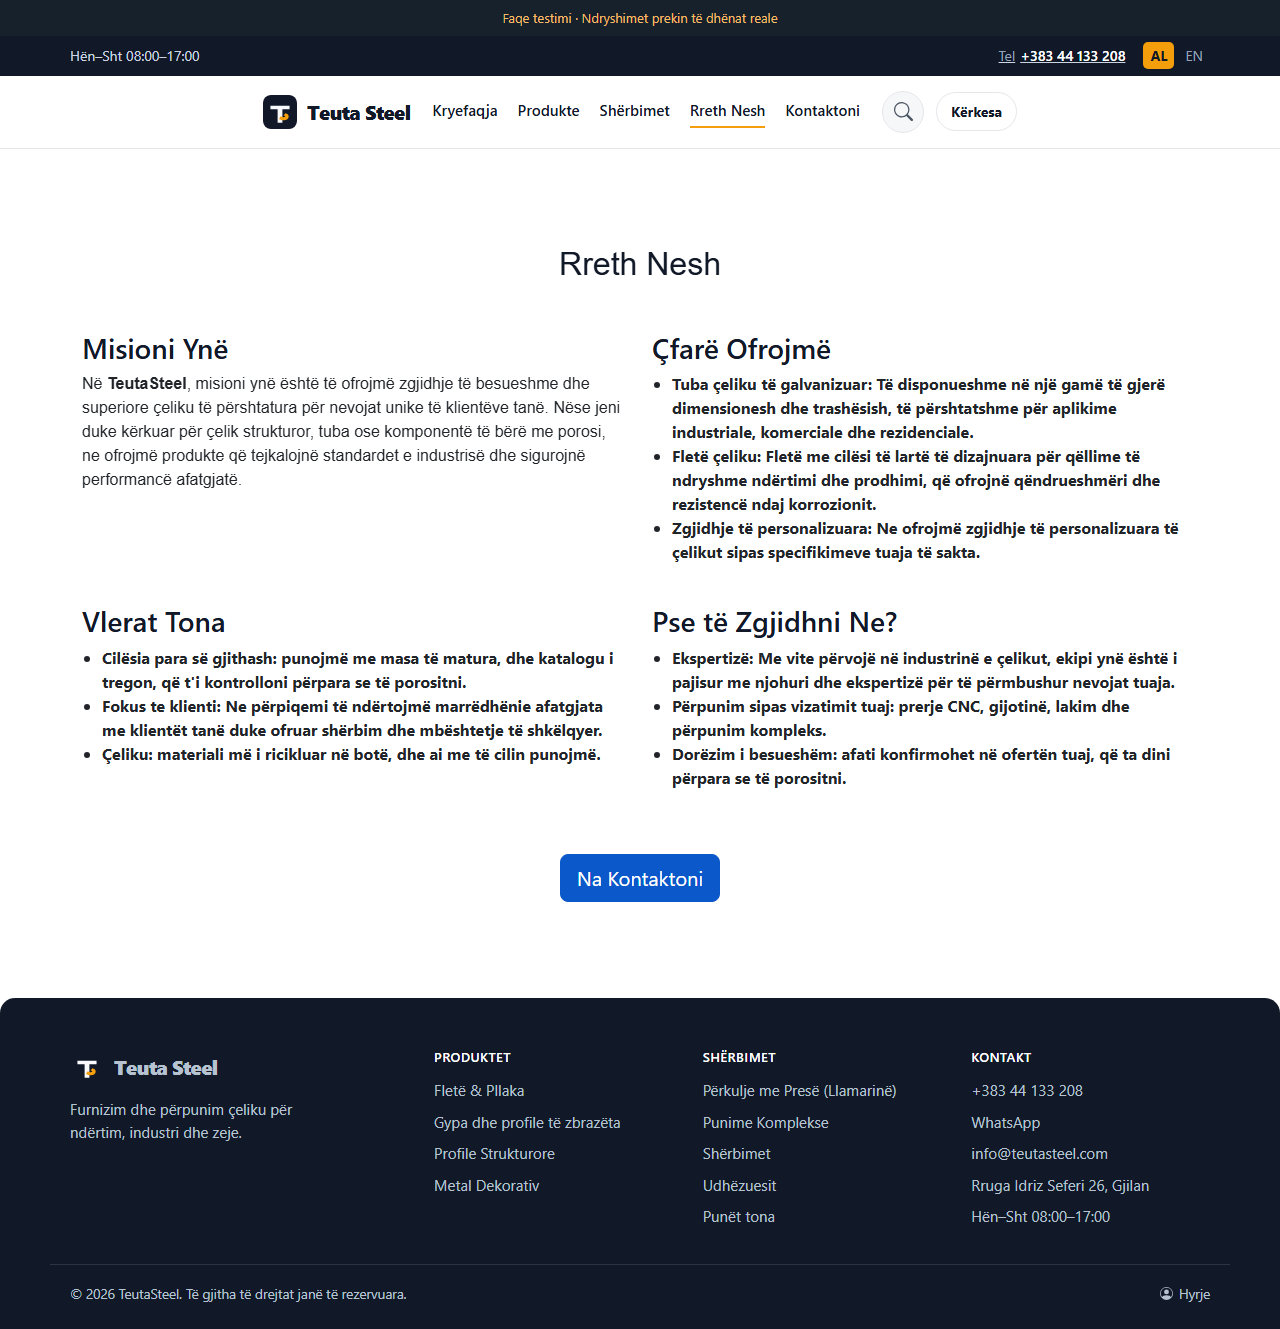 Faqe testimi · Ndryshimet prekin të dhënat reale
Hën–Sht 08:00–17:00
Tel +383 44 133 208
AL
EN
Teuta Steel
Kryefaqja
Produkte
Shërbimet
Rreth Nesh
Kontaktoni
Kërkesa
Rreth Nesh
Misioni Ynë
Në TeutaSteel, misioni ynë është të ofrojmë zgjidhje të besueshme dhe
superiore çeliku të përshtatura për nevojat unike të klientëve tanë. Nëse jeni
duke kërkuar për çelik strukturor, tuba ose komponentë të bërë me porosi,
ne ofrojmë produkte që tejkalojnë standardet e industrisë dhe sigurojnë
performancë afatgjatë.
Çfarë Ofrojmë
Tuba çeliku të galvanizuar: Të disponueshme në një gamë të gjerë
dimensionesh dhe trashësish, të përshtatshme për aplikime
industriale, komerciale dhe rezidenciale.
Fletë çeliku: Fletë me cilësi të lartë të dizajnuara për qëllime të
ndryshme ndërtimi dhe prodhimi, që ofrojnë qëndrueshmëri dhe
rezistencë ndaj korrozionit.
Zgjidhje të personalizuara: Ne ofrojmë zgjidhje të personalizuara të
çelikut sipas specifikimeve tuaja të sakta.
Vlerat Tona
Cilësia para së gjithash: punojmë me masa të matura, dhe katalogu i
tregon, që t'i kontrolloni përpara se të porositni.
Fokus te klienti: Ne përpiqemi të ndërtojmë marrëdhënie afatgjata
me klientët tanë duke ofruar shërbim dhe mbështetje të shkëlqyer.
Çeliku: materiali më i ricikluar në botë, dhe ai me të cilin punojmë.
Pse të Zgjidhni Ne?
Ekspertizë: Me vite përvojë në industrinë e çelikut, ekipi ynë është i
pajisur me njohuri dhe ekspertizë për të përmbushur nevojat tuaja.
Përpunim sipas vizatimit tuaj: prerje CNC, gijotinë, lakim dhe
përpunim kompleks.
Dorëzim i besueshëm: afati konfirmohet në ofertën tuaj, që ta dini
përpara se të porositni.
Na Kontaktoni
Teuta Steel
Furnizim dhe përpunim çeliku për
ndërtim, industri dhe zeje.
PRODUKTET
Fletë & Pllaka
Gypa dhe profile të zbrazëta
Profile Strukturore
Metal Dekorativ
SHËRBIMET
Përkulje me Presë (Llamarinë)
Punime Komplekse
Shërbimet
Udhëzuesit
Punët tona
KONTAKT
+383 44 133 208
WhatsApp
info@teutasteel.com
Rruga Idriz Seferi 26, Gjilan
Hën–Sht 08:00–17:00
© 2026 TeutaSteel. Të gjitha të drejtat janë të rezervuara.
Hyrje